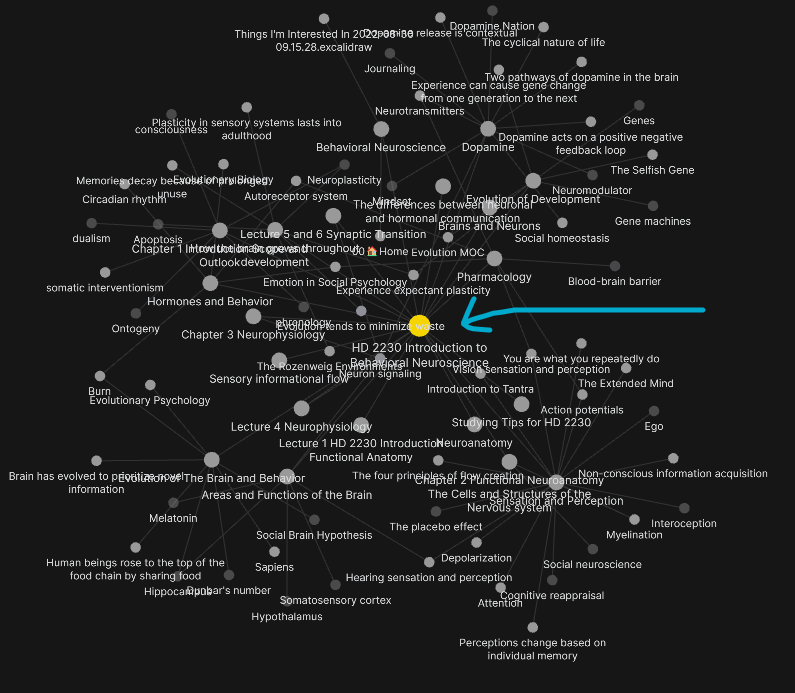 Dopamine Nation
Things I'm Interested In 2022-08-30
09.15.28.excalidraw
Dopamine release is contextual
The cyclical nature of life
Journaling
Two pathways of dopamine in the brain
Experience can cause gene change
from one generation to the next
Neurotransmitters
Genes
Plasticity in sensory systems lasts into
adulthood
consciousness
Dopamine acts on a positive negative
feedback loop
Behavioral Neuroscience
Dopamine
The Selfish Gene
Memories decay because of prolonged
unuse
Evolutionary Biology
Neuroplasticity
Neuromodulator
Circadian rhythm
Autoreceptor system
Mindset
Evolution of Development
The differences between neuronal
and hormonal communication
Gene machines
Brains and Neurons
dualism
Apoptosis
Lecture 5 and 6 Synaptic Transition
Social homeostasis
Chapter 1 Introduction Scope and
Outlook
How the brain grows throughout
development
00 🏠 Home
Evolution MOC
Pharmacology
Blood-brain barrier
somatic interventionism
Emotion in Social Psychology
Experience expectant plasticity
Hormones and Behavior
phrenology
Evolution tends to minimize waste
Ontogeny
Chapter 3 Neurophysiology
HD 2230 Introduction to
Behavioral Neuroscience
You are what you repeatedly do
The Rozenweig Environments
Vision sensation and perception
Neuron signaling
Sensory informational flow
The Extended Mind
Introduction to Tantra
Burn
Evolutionary Psychology
Action potentials
Studying Tips for HD 2230
Ego
Lecture 4 Neurophysiology
Lecture 1 HD 2230 Introduction
Functional Anatomy
Neuroanatomy
Brain has evolved to prioritize novel
information
Evolution of The Brain and Behavior
The four principles of flow creation
Chapter 2 Functional Neuroanatomy
The Cells and Structures of the
Nervous system
Non-conscious information acquisition
Areas and Functions of the Brain
Sensation and Perception
Melatonin
The placebo effect
Interoception
Social Brain Hypothesis
Myelination
Human beings rose to the top of the
food chain by sharing food
Sapiens
Depolarization
Social neuroscience
Hearing sensation and perception
Hippocampus
Dunbar's number
Somatosensory cortex
Cognitive reappraisal
Attention
Hypothalamus
Perceptions change based on
individual memory